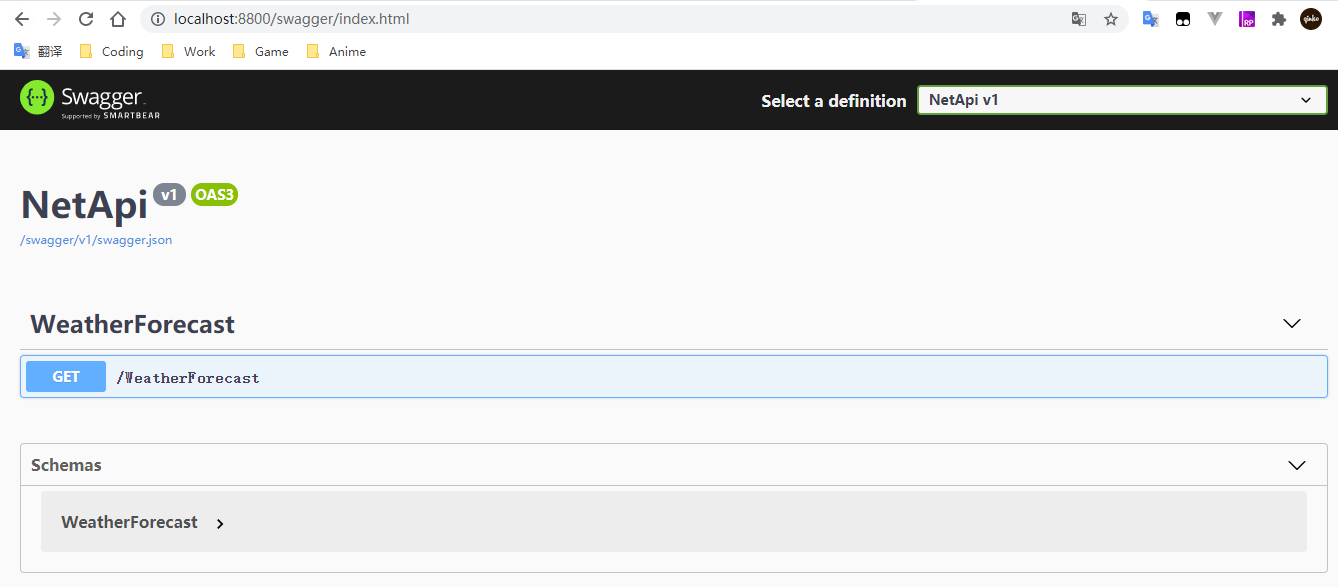 localhost:8800/swagger/index.html
翻译 Coding Work Game Anime
Swagger
Supported by SMARTBEAR
Select a definition NetApi v1
NetApi v1 OAS3
/swagger/v1/swagger.json
WeatherForecast
GET /WeatherForecast
Schemas
WeatherForecast